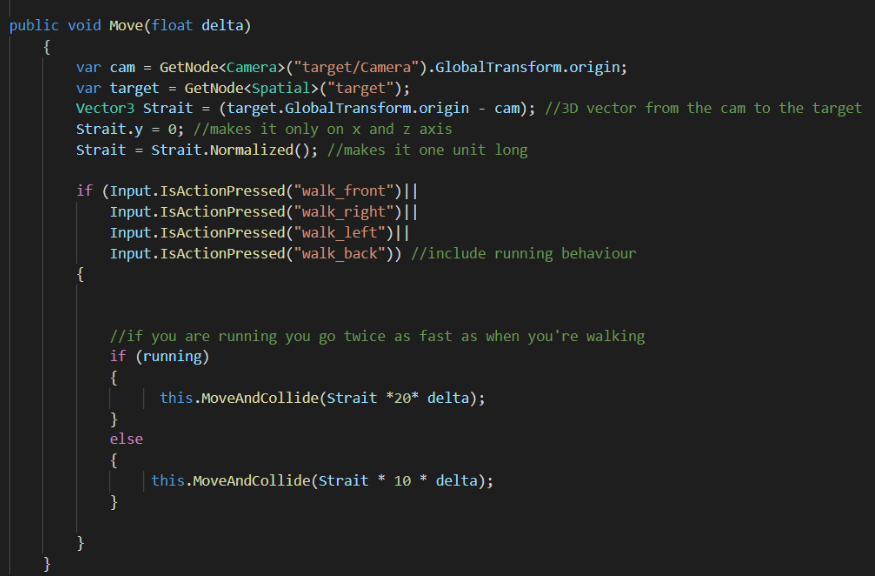 public void Move(float delta)
{
var cam = GetNode<Camera>("target/Camera").GlobalTransform.origin;
var target = GetNode<Spatial>("target");
Vector3 Strait = (target.GlobalTransform.origin - cam); //3D vector from the cam to the target
Strait.y = 0; //makes it only on x and z axis
Strait = Strait.Normalized(); //makes it one unit long
if (Input.IsActionPressed("walk_front")||
Input.IsActionPressed("walk_right")||
Input.IsActionPressed("walk_left")||
Input.IsActionPressed("walk_back")) //include running behaviour
{
//if you are running you go twice as fast as when you're walking
if (running)
{
this.MoveAndCollide(Strait *20* delta);
}
else
{
this.MoveAndCollide(Strait * 10 * delta);
}
}
}